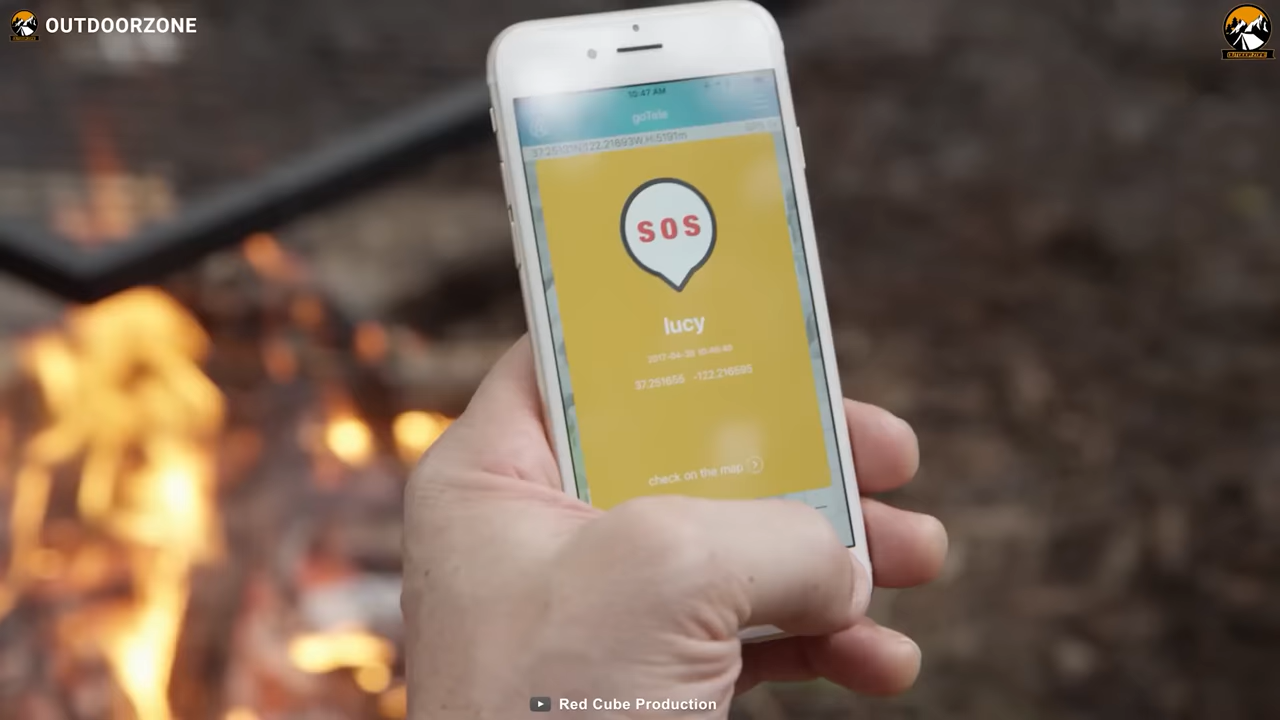 OUTDOORZONE
10:47 AM
goTele
SOS
lucy
37.251655 -122.216595
check on the map
Red Cube Production